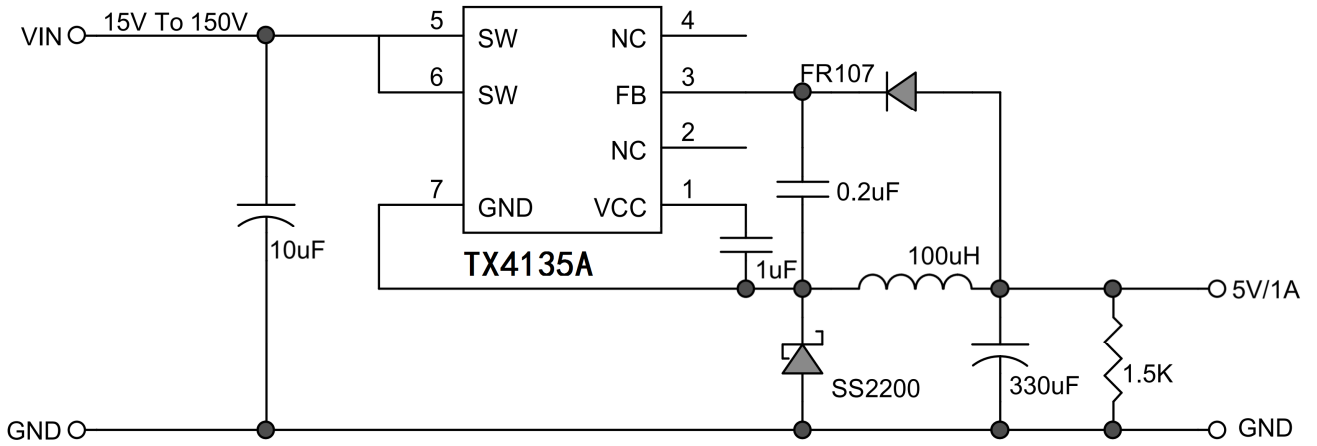 VIN
15V To 150V
5
SW
NC
4
6
SW
FB
3
FR107
NC
2
7
GND
VCC
1
0.2uF
10uF
TX4135A
1uF
100uH
5V/1A
SS2200
330uF
1.5K
GND
GND